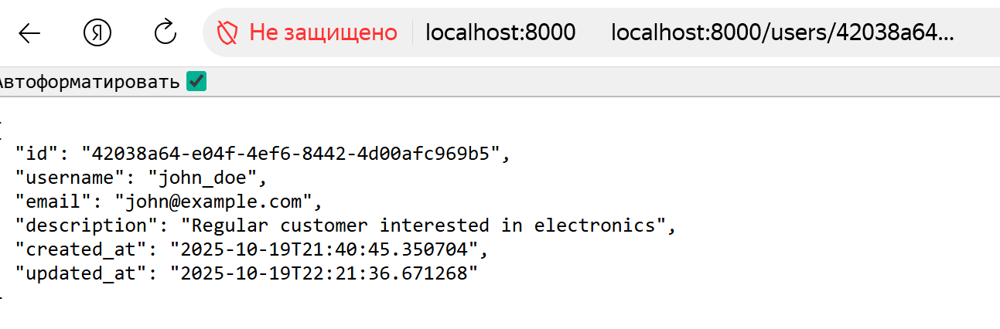 Я Не защищено localhost:8000 localhost:8000/users/42038a64...
Автоформатировать
{
"id": "42038a64-e04f-4ef6-8442-4d00afc969b5",
"username": "john_doe",
"email": "john@example.com",
"description": "Regular customer interested in electronics",
"created_at": "2025-10-19T21:40:45.350704",
"updated_at": "2025-10-19T22:21:36.671268"
}